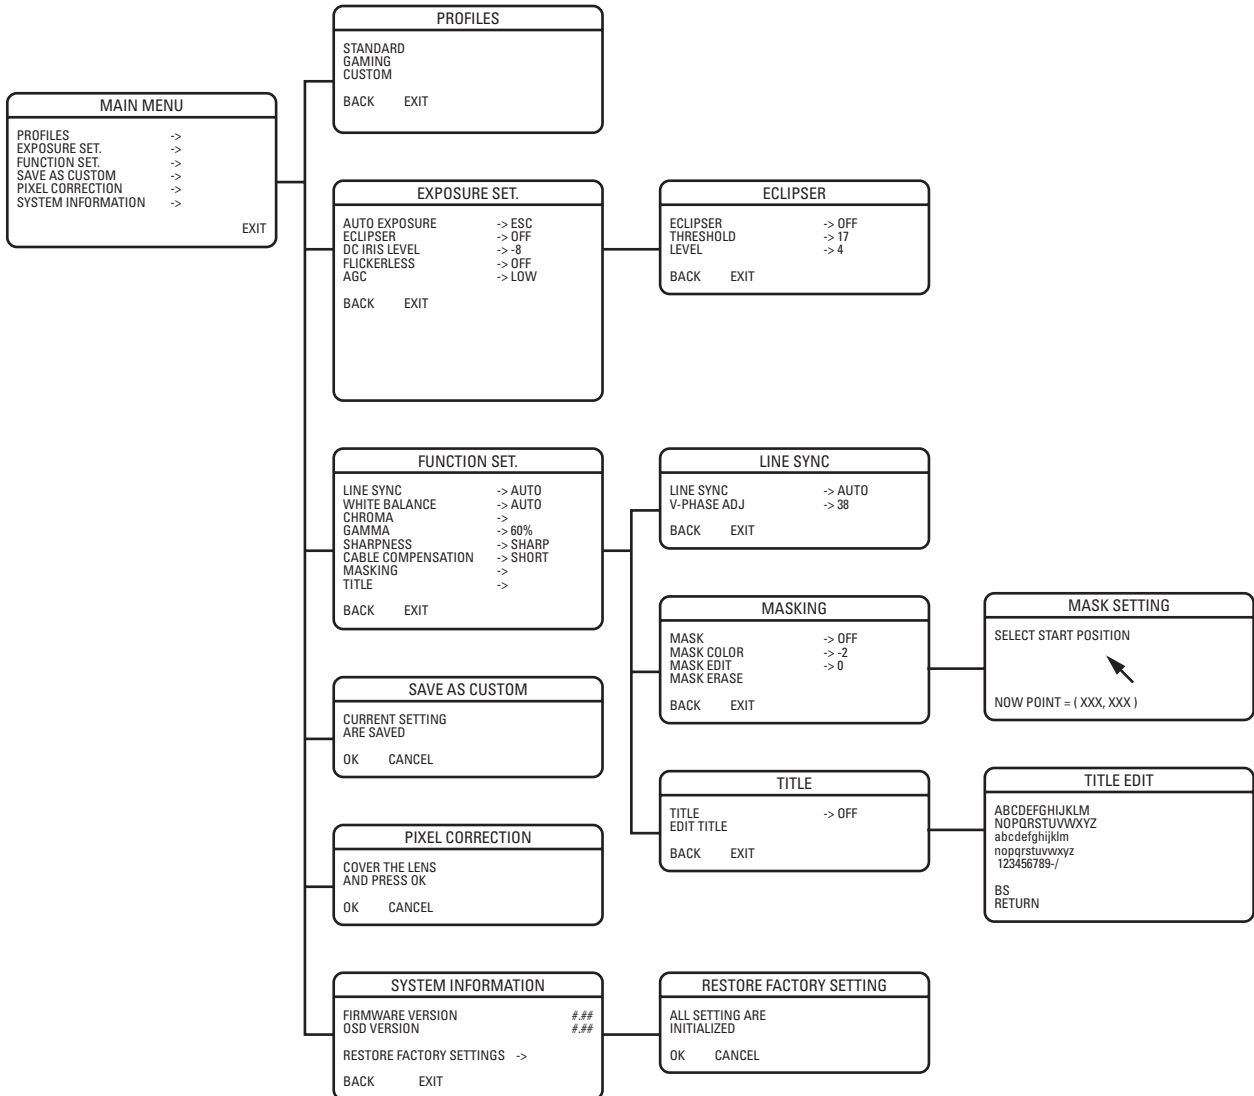 MAIN MENU
PROFILES ->
EXPOSURE SET. ->
FUNCTION SET. ->
SAVE AS CUSTOM ->
PIXEL CORRECTION ->
SYSTEM INFORMATION ->
EXIT
PROFILES
STANDARD
GAMING
CUSTOM
BACK EXIT
EXPOSURE SET.
AUTO EXPOSURE -> ESC
ECLIPSER -> OFF
DC IRIS LEVEL -> -8
FLICKERLESS -> OFF
AGC -> LOW
BACK EXIT
ECLIPSER
ECLIPSER -> OFF
THRESHOLD -> 17
LEVEL -> 4
BACK EXIT
FUNCTION SET.
LINE SYNC -> AUTO
WHITE BALANCE -> AUTO
CHROMA ->
GAMMA -> 60%
SHARPNESS -> SHARP
CABLE COMPENSATION -> SHORT
MASKING ->
TITLE ->
BACK EXIT
LINE SYNC
LINE SYNC -> AUTO
V-PHASE ADJ -> 38
BACK EXIT
MASKING
MASK -> OFF
MASK COLOR -> -2
MASK EDIT -> 0
MASK ERASE
BACK EXIT
MASK SETTING
SELECT START POSITION
NOW POINT = ( XXX, XXX )
TITLE
TITLE -> OFF
EDIT TITLE
BACK EXIT
TITLE EDIT
ABCDEFGHIJKLM
NOPQRSTUVWXYZ
abcdefghijklm
nopqrstuvwxyz
123456789-/
BS
RETURN
SAVE AS CUSTOM
CURRENT SETTING
ARE SAVED
OK CANCEL
PIXEL CORRECTION
COVER THE LENS
AND PRESS OK
OK CANCEL
SYSTEM INFORMATION
FIRMWARE VERSION #.##
OSD VERSION #.##
RESTORE FACTORY SETTINGS ->
BACK EXIT
RESTORE FACTORY SETTING
ALL SETTING ARE
INITIALIZED
OK CANCEL